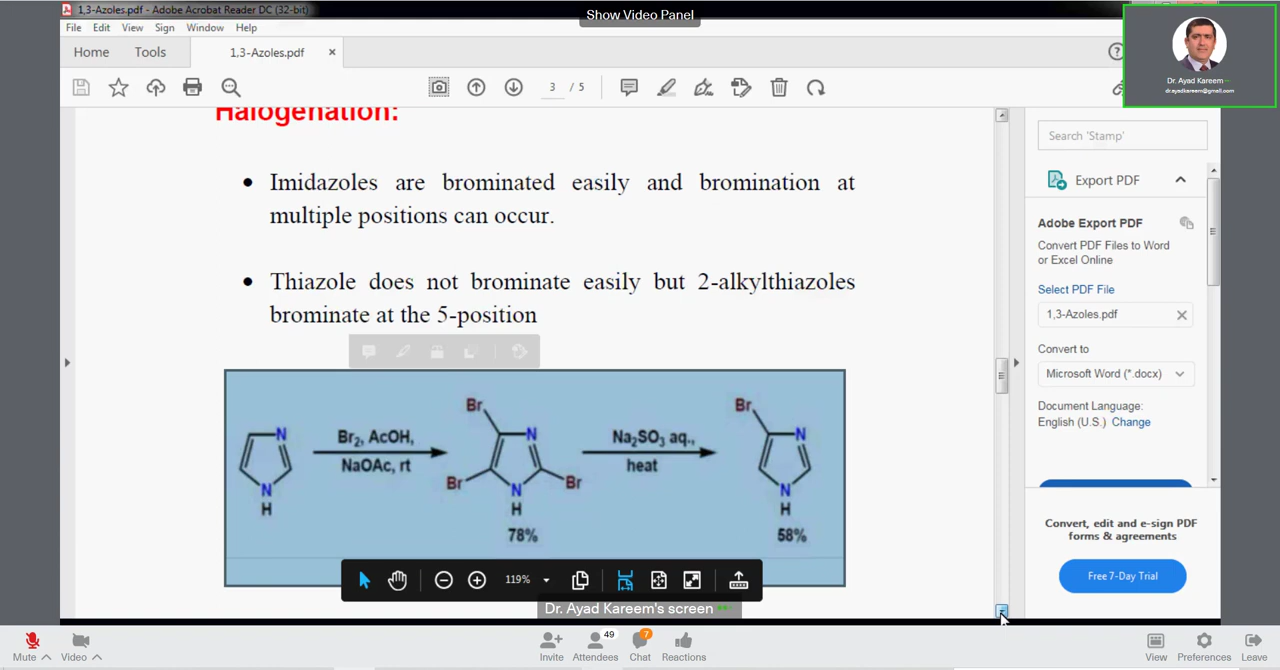 1,3-Azoles.pdf - Adobe Acrobat Reader DC (32-bit)
Show Video Panel
File Edit View Sign Window Help
Home Tools 1,3-Azoles.pdf ×
3 / 5
Dr. Ayad Kareem
dr.ayadkareem@gmail.com
Halogenation:
• Imidazoles are brominated easily and bromination at
multiple positions can occur.
• Thiazole does not brominate easily but 2-alkylthiazoles
brominate at the 5-position
N
N
H
Br₂, AcOH,
NaOAc, rt
Br
N
Br
N
Br
H
78%
Na₂SO₃ aq.,
heat
Br
N
N
H
58%
119%
Dr. Ayad Kareem's screen
Search 'Stamp'
Export PDF
Adobe Export PDF
Convert PDF Files to Word
or Excel Online
Select PDF File
1,3-Azoles.pdf
Convert to
Microsoft Word (*.docx)
Document Language:
English (U.S.) Change
Convert, edit and e-sign PDF
forms & agreements
Free 7-Day Trial
Mute Video Invite Attendees 49 Chat 7 Reactions View Preferences Leave